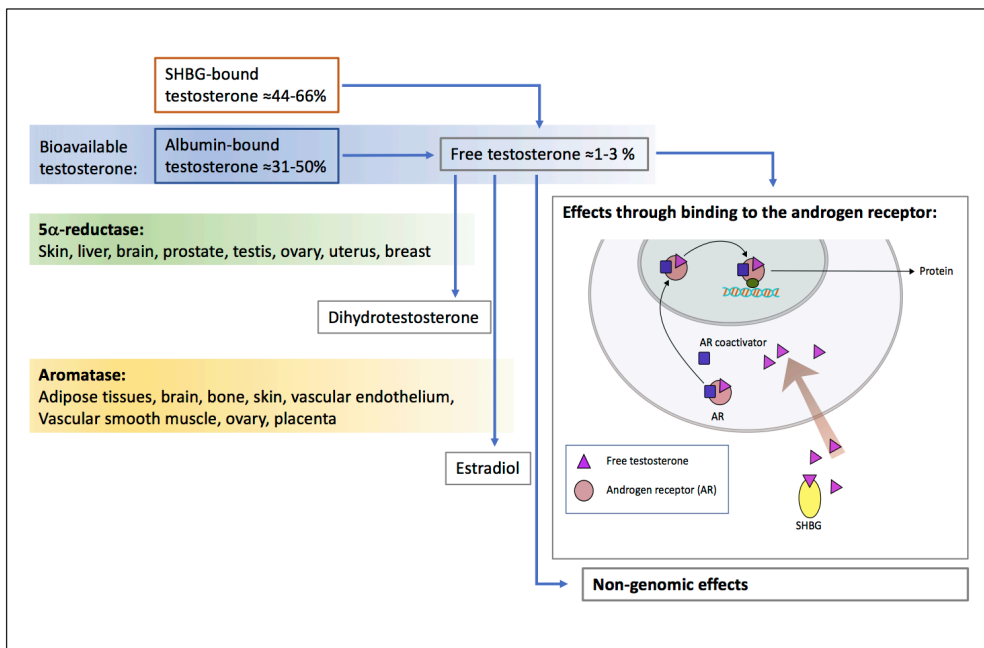 SHBG-bound
testosterone ≈44-66%
Bioavailable
testosterone:
Albumin-bound
testosterone ≈31-50%
Free testosterone ≈1-3 %
5α-reductase:
Skin, liver, brain, prostate, testis, ovary, uterus, breast
Dihydrotestosterone
Aromatase:
Adipose tissues, brain, bone, skin, vascular endothelium,
Vascular smooth muscle, ovary, placenta
Estradiol
Effects through binding to the androgen receptor:
Protein
AR coactivator
AR
Free testosterone
Androgen receptor (AR)
SHBG
Non-genomic effects